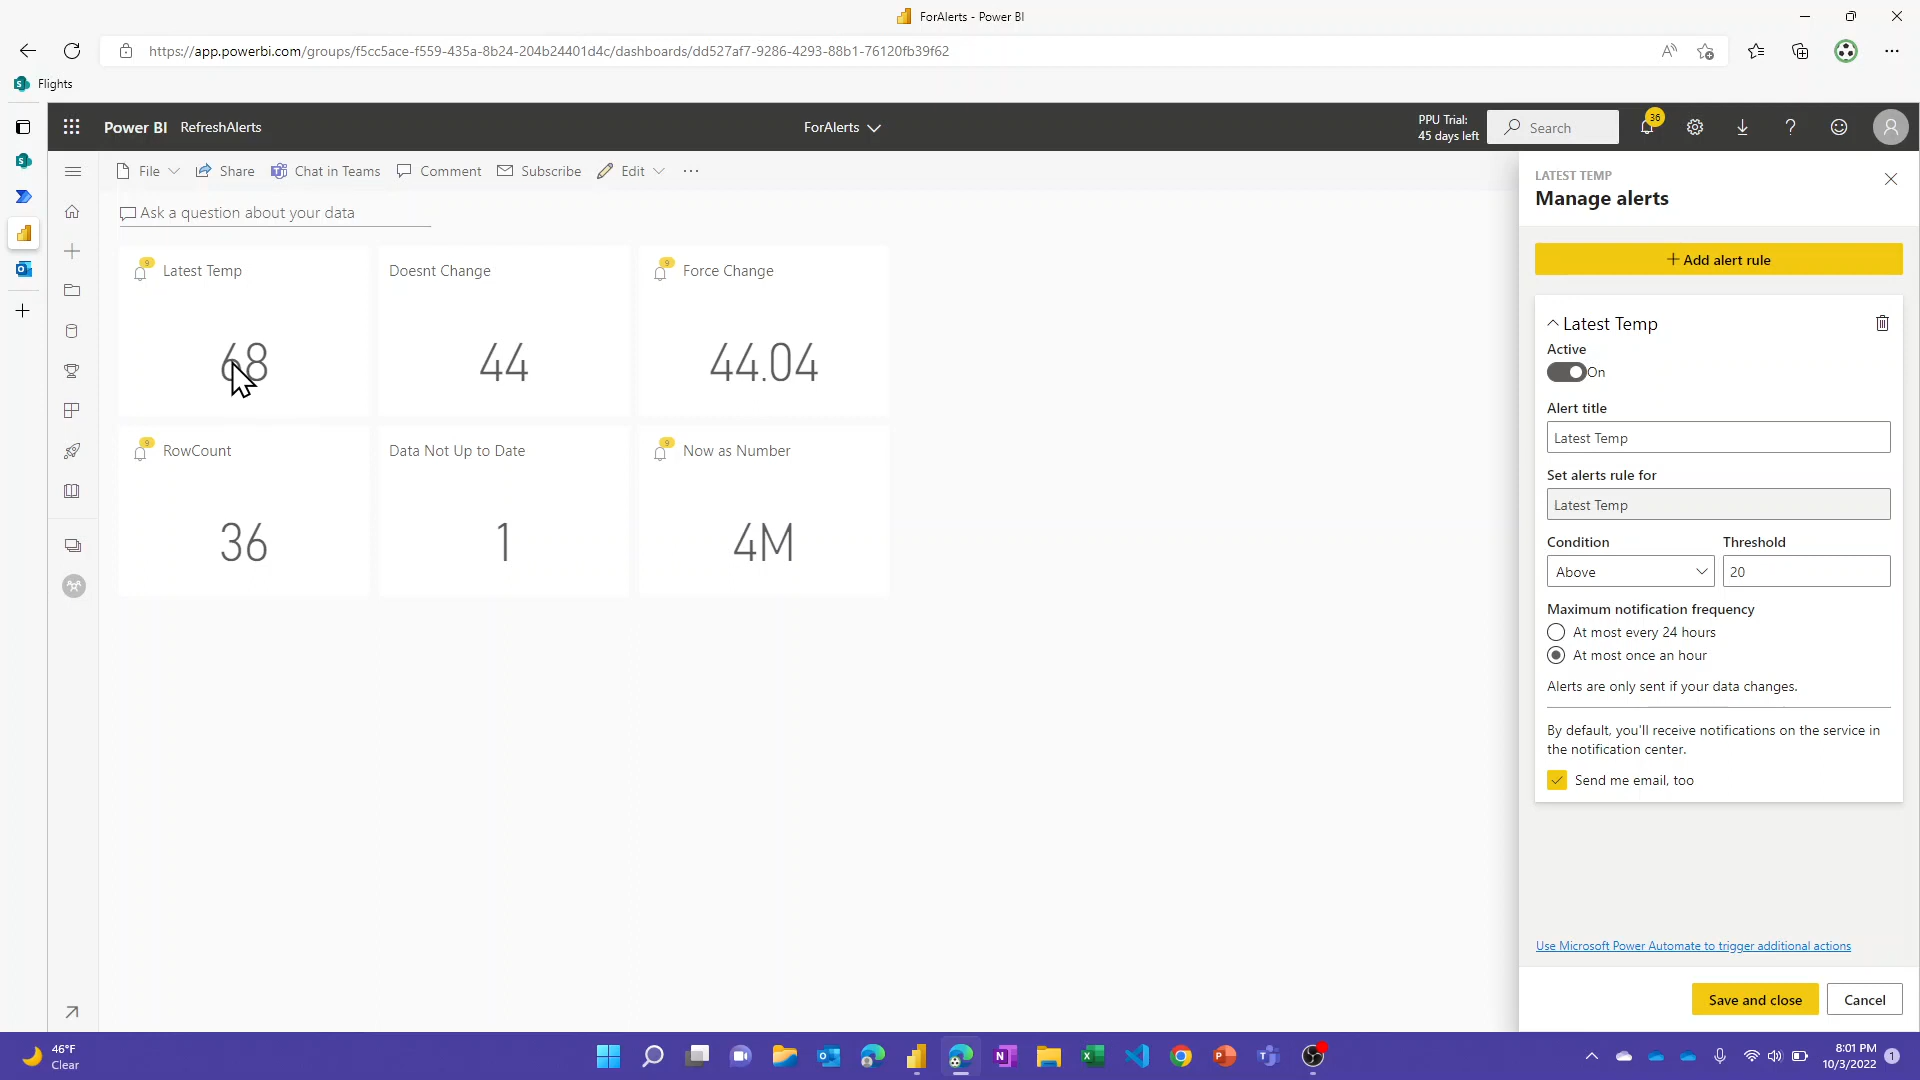 ForAlerts - Power BI
https://app.powerbi.com/groups/f5cc5ace-f559-435a-8b24-204b24401d4c/dashboards/dd527af7-9286-4293-88b1-76120fb39f62
Flights
Power BI RefreshAlerts
ForAlerts
PPU Trial:
45 days left
Search
36
File
Share
Chat in Teams
Comment
Subscribe
Edit
Ask a question about your data
9
Latest Temp
68
Doesnt Change
44
9
Force Change
44.04
9
RowCount
36
Data Not Up to Date
1
9
Now as Number
4M
LATEST TEMP
Manage alerts
+ Add alert rule
Latest Temp
Active
On
Alert title
Latest Temp
Set alerts rule for
Latest Temp
Condition Threshold
Above 20
Maximum notification frequency
At most every 24 hours
At most once an hour
Alerts are only sent if your data changes.
By default, you'll receive notifications on the service in
the notification center.
Send me email, too
Use Microsoft Power Automate to trigger additional actions
Save and close Cancel
46°F
Clear
8:01 PM
10/3/2022
1